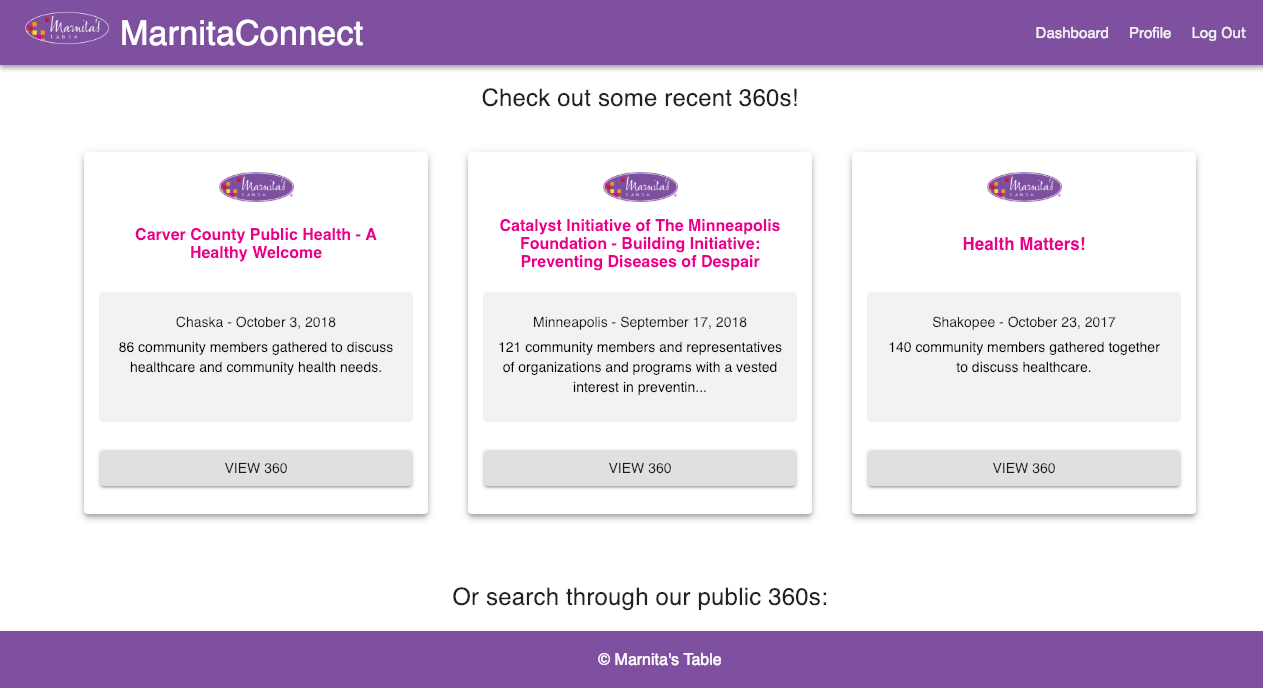 Marnita's
table
MarnitaConnect
Dashboard Profile Log Out
Check out some recent 360s!
Marnita's
table
Carver County Public Health - A
Healthy Welcome
Chaska - October 3, 2018
86 community members gathered to discuss
healthcare and community health needs.
VIEW 360
Marnita's
table
Catalyst Initiative of The Minneapolis
Foundation - Building Initiative:
Preventing Diseases of Despair
Minneapolis - September 17, 2018
121 community members and representatives
of organizations and programs with a vested
interest in preventin...
VIEW 360
Marnita's
table
Health Matters!
Shakopee - October 23, 2017
140 community members gathered together
to discuss healthcare.
VIEW 360
Or search through our public 360s:
© Marnita's Table